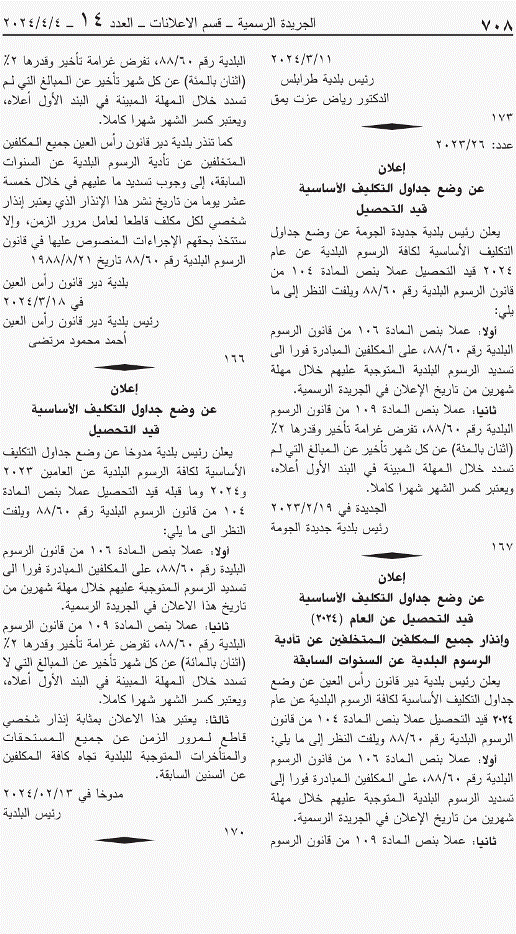 ٧٠٨
الجريدة الرسمية – قسم الاعلانات – العدد ١٤ – ٢٠٢٤/٤/٤
٢٠٢٤/٣/١١
رئيس بلدية طرابلس
الدكتور رياض عزت يمق
١٧٣
عدد: ٢٠٢٣/٢٦
إعلان
عن وضع جداول التكليف الأساسية
قيد التحصيل
يعلن رئيس بلدية جديدة الجومة عن وضع جداول
التكليف الأساسية لكافة الرسوم البلدية عن عام
٢٠٢٤ قيد التحصيل عملا بنص المادة ١٠٤ من
قانون الرسوم البلدية رقم ٨٨/٦٠ ويلفت النظر إلى ما
يلي:
أولا: عملا بنص المادة ١٠٦ من قانون الرسوم
البلدية رقم ٨٨/٦٠، على المكلفين المبادرة فورا الى
تسديد الرسوم البلدية المتوجبة عليهم خلال مهلة
شهرين من تاريخ الإعلان في الجريدة الرسمية.
ثانيا: عملا بنص المادة ١٠٩ من قانون الرسوم
البلدية رقم ٨٨/٦٠، تفرض غرامة تأخير وقدرها ٢٪
(اثنان بالمئة) عن كل شهر تأخير عن المبالغ التي لم
تسدد خلال المهلة المبينة في البند الأول أعلاه،
ويعتبر كسر الشهر شهرا كاملا.
الجديدة في ٢٠٢٣/٢/١٩
رئيس بلدية جديدة الجومة
١٦٧
إعلان
عن وضع جداول التكليف الأساسية
قيد التحصيل عن العام (٢٠٢٤)
وإنذار جميع المكلفين المتخلفين عن تادية
الرسوم البلدية عن السنوات السابقة
يعلن رئيس بلدية دير قانون رأس العين عن وضع
جداول التكليف الأساسية لكافة الرسوم البلدية عن عام
٢٠٢٤ قيد التحصيل عملا بنص المادة ١٠٤ من قانون
الرسوم البلدية رقم ٨٨/٦٠ ويلفت النظر إلى ما يلي:
أولا: عملا بنص المادة ١٠٦ من قانون الرسوم
البلدية رقم ٨٨/٦٠، على المكلفين المبادرة فورا إلى
تسديد الرسوم البلدية المتوجبة عليهم خلال مهلة
شهرين من تاريخ الإعلان في الجريدة الرسمية.
ثانيا: عملا بنص المادة ١٠٩ من قانون الرسوم
البلدية رقم ٨٨/٦٠، تفرض غرامة تأخير وقدرها ٢٪
(اثنان بالمئة) عن كل شهر تأخير عن المبالغ التي لم
تسدد خلال المهلة المبينة في البند الأول أعلاه،
ويعتبر كسر الشهر شهرا كاملا.
كما تنذر بلدية دير قانون رأس العين جميع المكلفين
المتخلفين عن تأدية الرسوم البلدية عن السنوات
السابقة، إلى وجوب تسديد ما عليهم في خلال خمسة
عشر يوما من تاريخ نشر هذا الإنذار الذي يعتبر إنذار
شخصي لكل مكلف قاطعا لعامل مرور الزمن، وإلا
ستتخذ بحقهم الإجراءات المنصوص عليها في قانون
الرسوم البلدية رقم ٨٨/٦٠ تاريخ ١٩٨٨/٨/٢١
بلدية دير قانون رأس العين
في ٢٠٢٤/٣/١٨
رئيس بلدية دير قانون رأس العين
أحمد محمود مرتضى
١٦٦
إعلان
عن وضع جداول التكليف الأساسية
قيد التحصيل
يعلن رئيس بلدية مدوخا عن وضع جداول التكليف
الأساسية لكافة الرسوم البلدية عن العامين ٢٠٢٣
و٢٠٢٤ وما قبله قيد التحصيل عملا بنص المادة
١٠٤ من قانون الرسوم البلدية رقم ٨٨/٦٠ ويلفت
النظر الى ما يلي:
أولا: عملا بنص المادة ١٠٦ من قانون الرسوم
البليدة رقم ٨٨/٦٠، على المكلفين المبادرة فورا الى
تسديد الرسوم المتوجبة عليهم خلال مهلة شهرين من
تاريخ هذا الاعلان في الجريدة الرسمية.
ثانيا: عملا بنص المادة ١٠٩ من قانون الرسوم
البلدية رقم ٨٨/٦٠، تفرض غرامة تأخير وقدرها ٢٪
(اثنان بالمائة) عن كل شهر تأخير عن المبالغ التي لا
تسدد خلال المهلة المبينة في البند الأول أعلاه،
ويعتبر كسر الشهر شهرا كاملا.
ثالثا: يعتبر هذا الاعلان بمثابة إنذار شخصي
قاطع لمرور الزمن عن جميع المستحقات
والمتأخرات المتوجبة للبلدية تجاه كافة المكلفين
عن السنين السابقة.
مدوخا في ٢٠٢٤/٠٢/١٣
رئيس البلدية
١٧٠